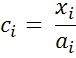 c_i = x_i / a_i